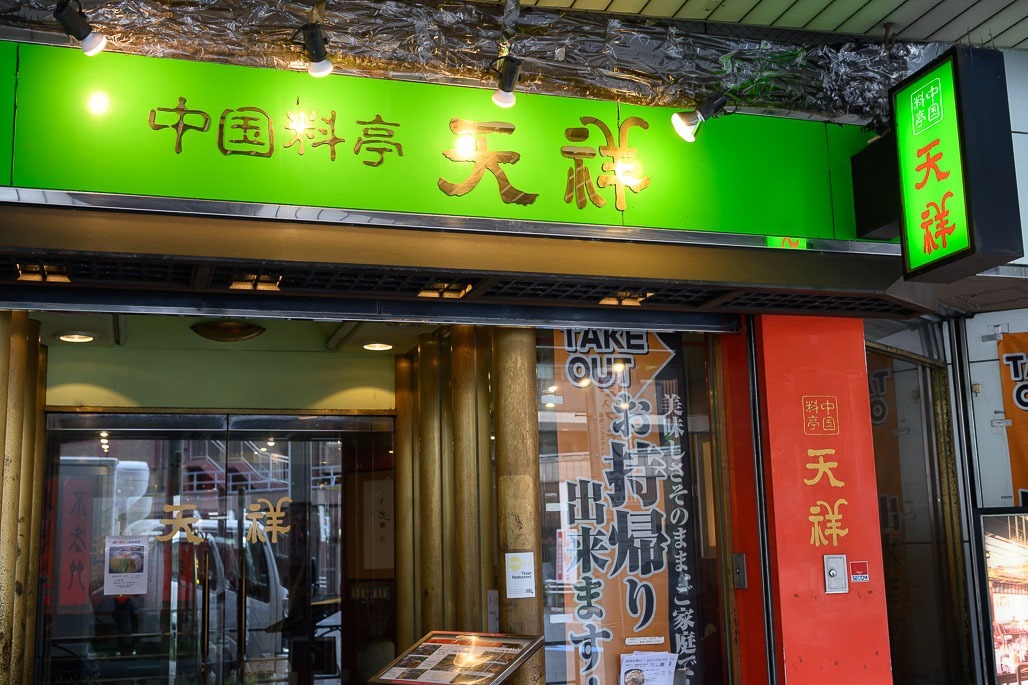 中国料亭 天祥
中国
料亭
天祥
TAKE
OUT
お持帰り
出来ます
美味しさそのままご家庭で
中国
料亭
天祥
天祥
SECOM